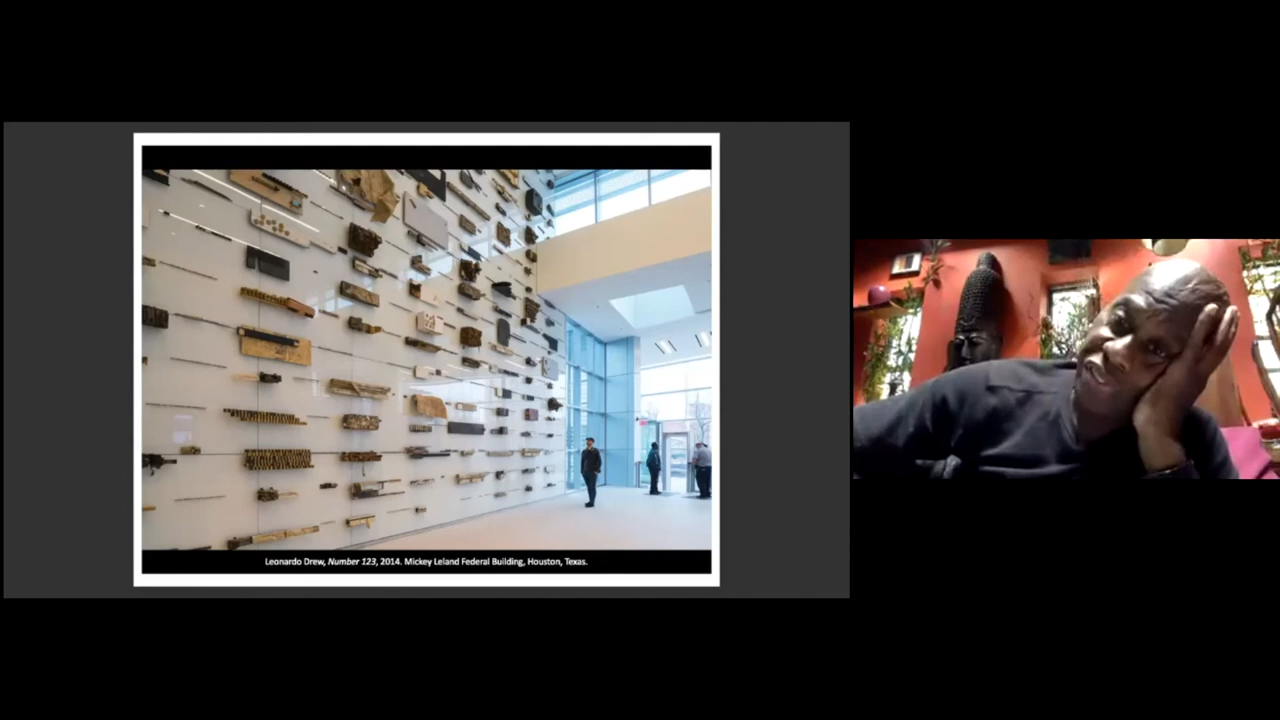 Leonardo Drew, Number 123, 2014. Mickey Leland Federal Building, Houston, Texas.